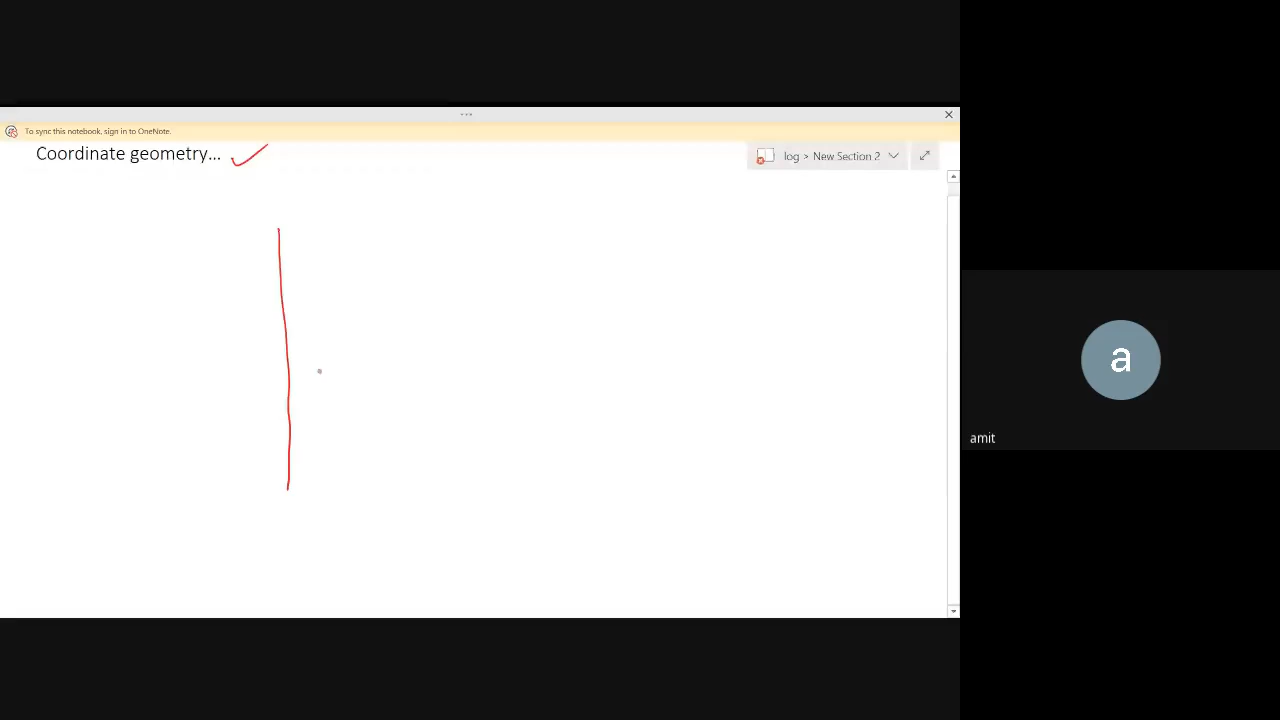 To sync this notebook, sign in to OneNote.
Coordinate geometry...
log > New Section 2
a
amit